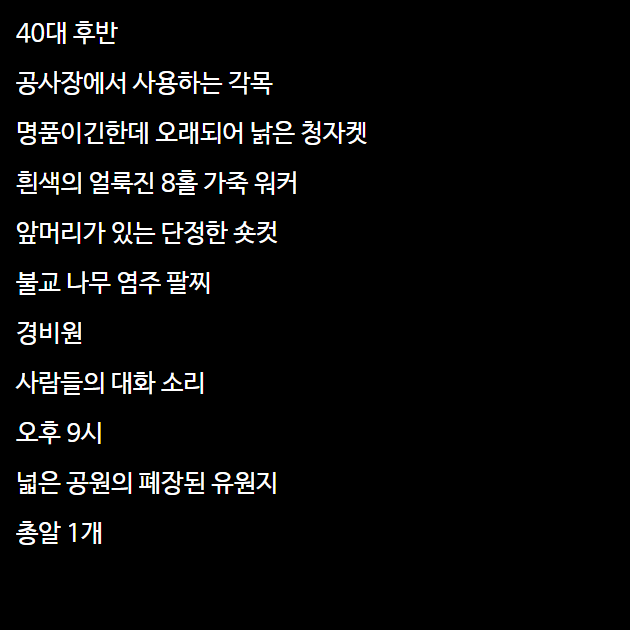 40대 후반
공사장에서 사용하는 각목
명품이긴한데 오래되어 낡은 청자켓
흰색의 얼룩진 8홀 가죽 워커
앞머리가 있는 단정한 숏컷
불교 나무 염주 팔찌
경비원
사람들의 대화 소리
오후 9시
넓은 공원의 폐장된 유원지
총알 1개